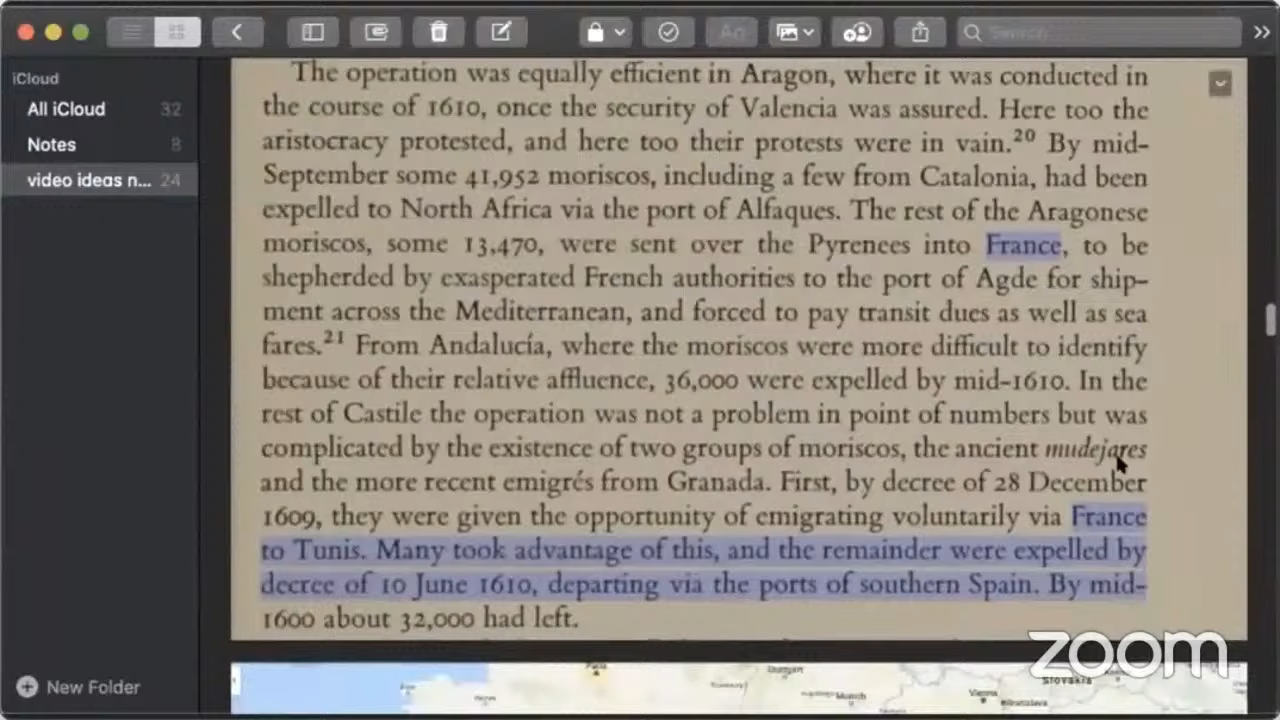 Search
iCloud
All iCloud 32
Notes 8
video ideas n... 24
New Folder
The operation was equally efficient in Aragon, where it was conducted in
the course of 1610, once the security of Valencia was assured. Here too the
aristocracy protested, and here too their protests were in vain.20 By mid-
September some 41,952 moriscos, including a few from Catalonia, had been
expelled to North Africa via the port of Alfaques. The rest of the Aragonese
moriscos, some 13,470, were sent over the Pyrenees into France, to be
shepherded by exasperated French authorities to the port of Agde for ship-
ment across the Mediterranean, and forced to pay transit dues as well as sea
fares.21 From Andalucía, where the moriscos were more difficult to identify
because of their relative affluence, 36,000 were expelled by mid-1610. In the
rest of Castile the operation was not a problem in point of numbers but was
complicated by the existence of two groups of moriscos, the ancient mudejares
and the more recent emigrés from Granada. First, by decree of 28 December
1609, they were given the opportunity of emigrating voluntarily via France
to Tunis. Many took advantage of this, and the remainder were expelled by
decree of 10 June 1610, departing via the ports of southern Spain. By mid-
1600 about 32,000 had left.
zoom
Paris
Stuttgart
Munich
Vienna
Slovakia
Bratislava